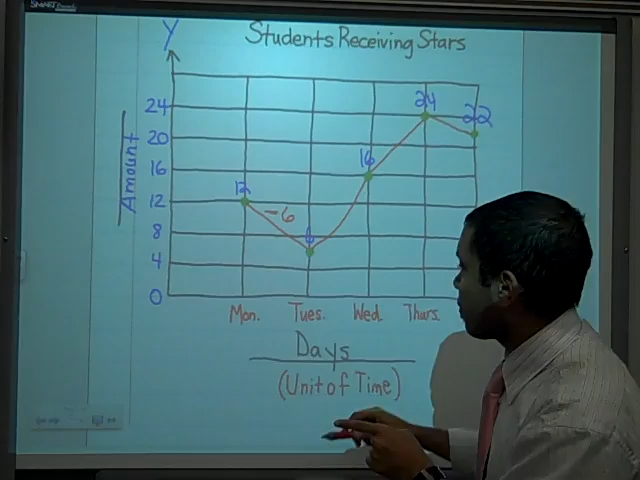 SMART
Y
Students Receiving Stars
24
20
16
12
8
4
0
Amount
12
-6
6
16
24
22
Mon. Tues. Wed. Thurs.
Days
(Unit of Time)